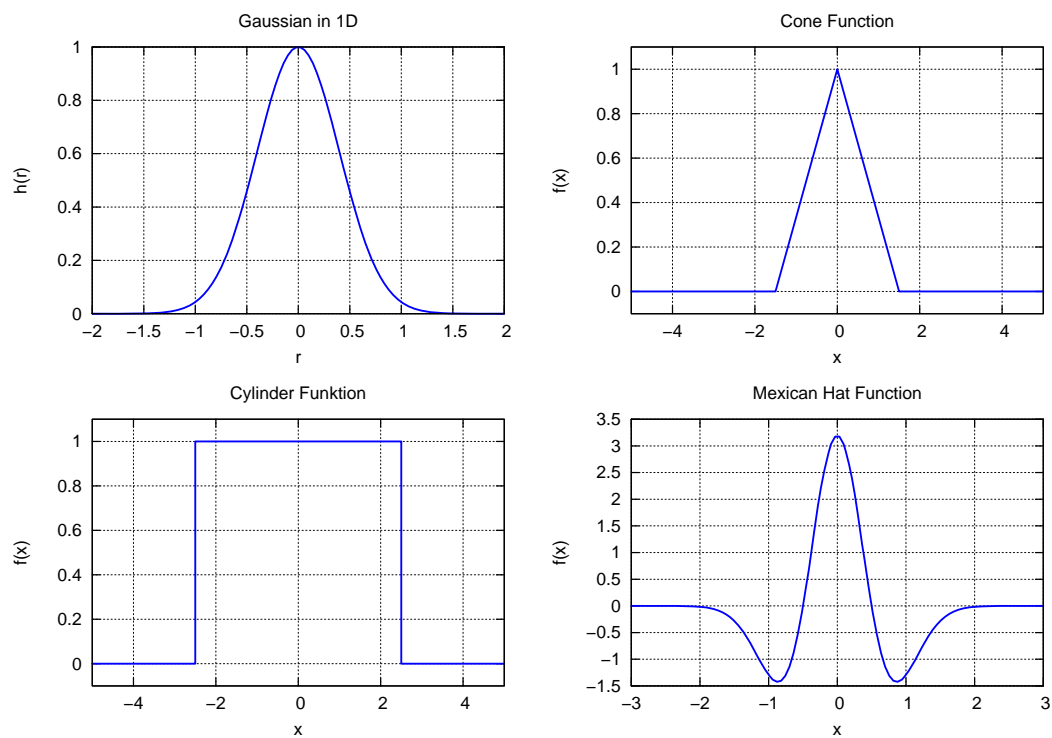 Gaussian in 1D
h(r)
1
0.8
0.6
0.4
0.2
0
−2 −1.5 −1 −0.5 0 0.5 1 1.5 2
r
Cone Function
f(x)
1
0.8
0.6
0.4
0.2
0
−4 −2 0 2 4
x
Cylinder Funktion
f(x)
1
0.8
0.6
0.4
0.2
0
−4 −2 0 2 4
x
Mexican Hat Function
f(x)
3.5
3
2.5
2
1.5
1
0.5
0
−0.5
−1
−1.5
−3 −2 −1 0 1 2 3
x